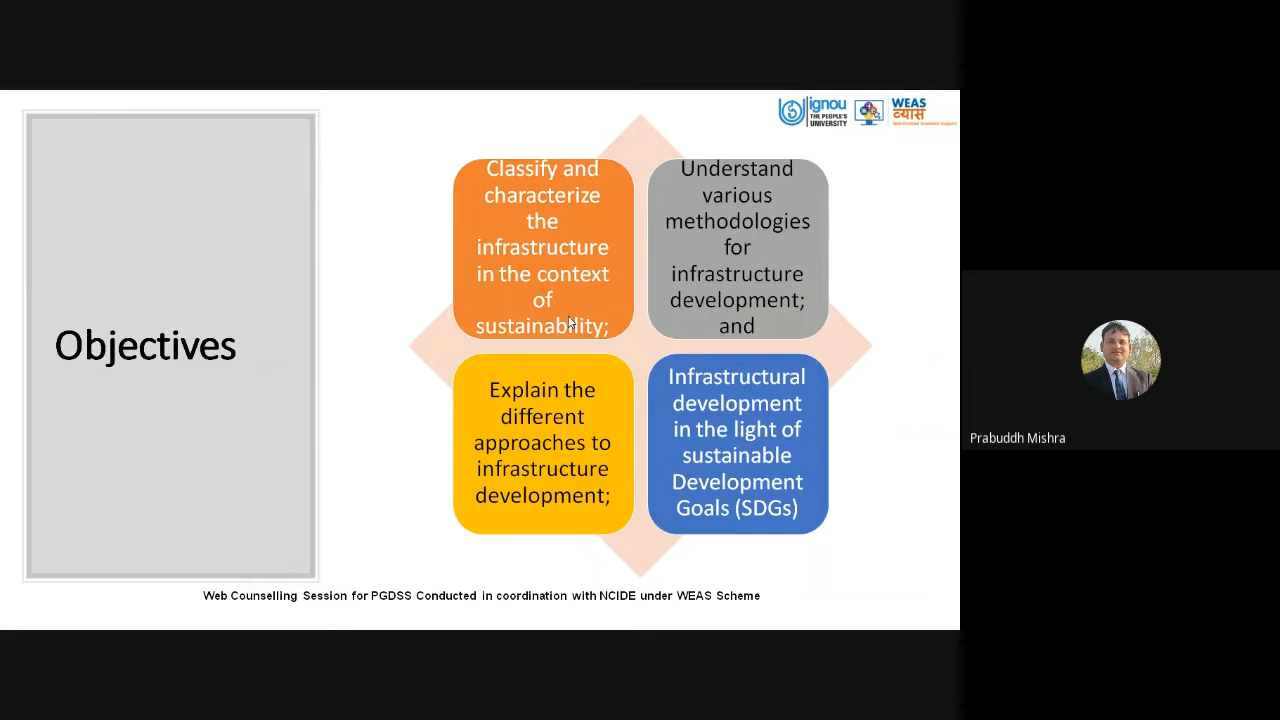 ignou
THE PEOPLE'S
UNIVERSITY
WEAS
व्यास
Objectives
Classify and
characterize
the
infrastructure
in the context
of
sustainability;
Understand
various
methodologies
for
infrastructure
development;
and
Explain the
different
approaches to
infrastructure
development;
Infrastructural
development
in the light of
sustainable
Development
Goals (SDGs)
Web Counselling Session for PGDSS Conducted in coordination with NCIDE under WEAS Scheme
Prabuddh Mishra